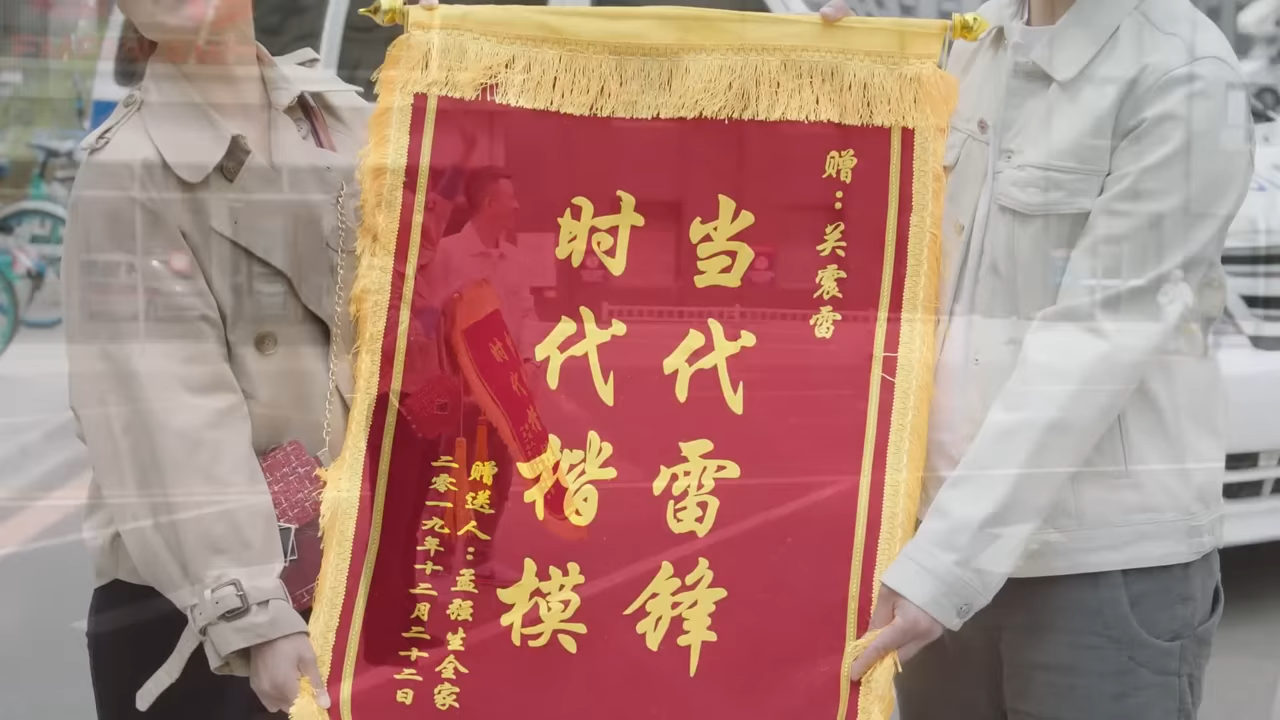 赠：关震雷
当代雷锋
时代楷模
赠送人：孟强生全家
二零一九年十二月二十二日